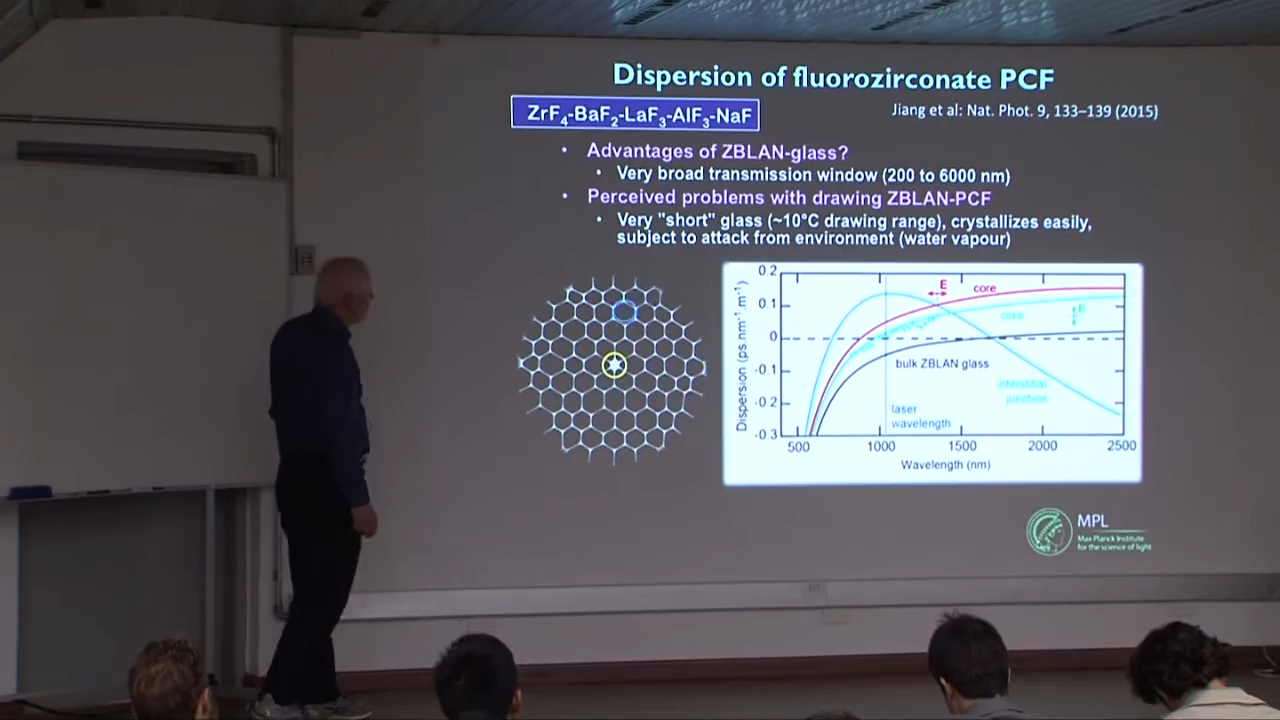 Dispersion of fluorozirconate PCF
ZrF4-BaF2-LaF3-AlF3-NaF
Jiang et al: Nat. Phot. 9, 133–139 (2015)
• Advantages of ZBLAN-glass?
• Very broad transmission window (200 to 6000 nm)
• Perceived problems with drawing ZBLAN-PCF
• Very "short" glass (~10°C drawing range), crystallizes easily,
subject to attack from environment (water vapour)
0.2
0.1
0
-0.1
-0.2
-0.3
Dispersion (ps.nm-1.m-1)
E
core
core
E
bulk ZBLAN glass
interstitial
junction
laser
wavelength
500
1000
1500
2000
2500
Wavelength (nm)
MPL
Max Planck Institute
for the science of light